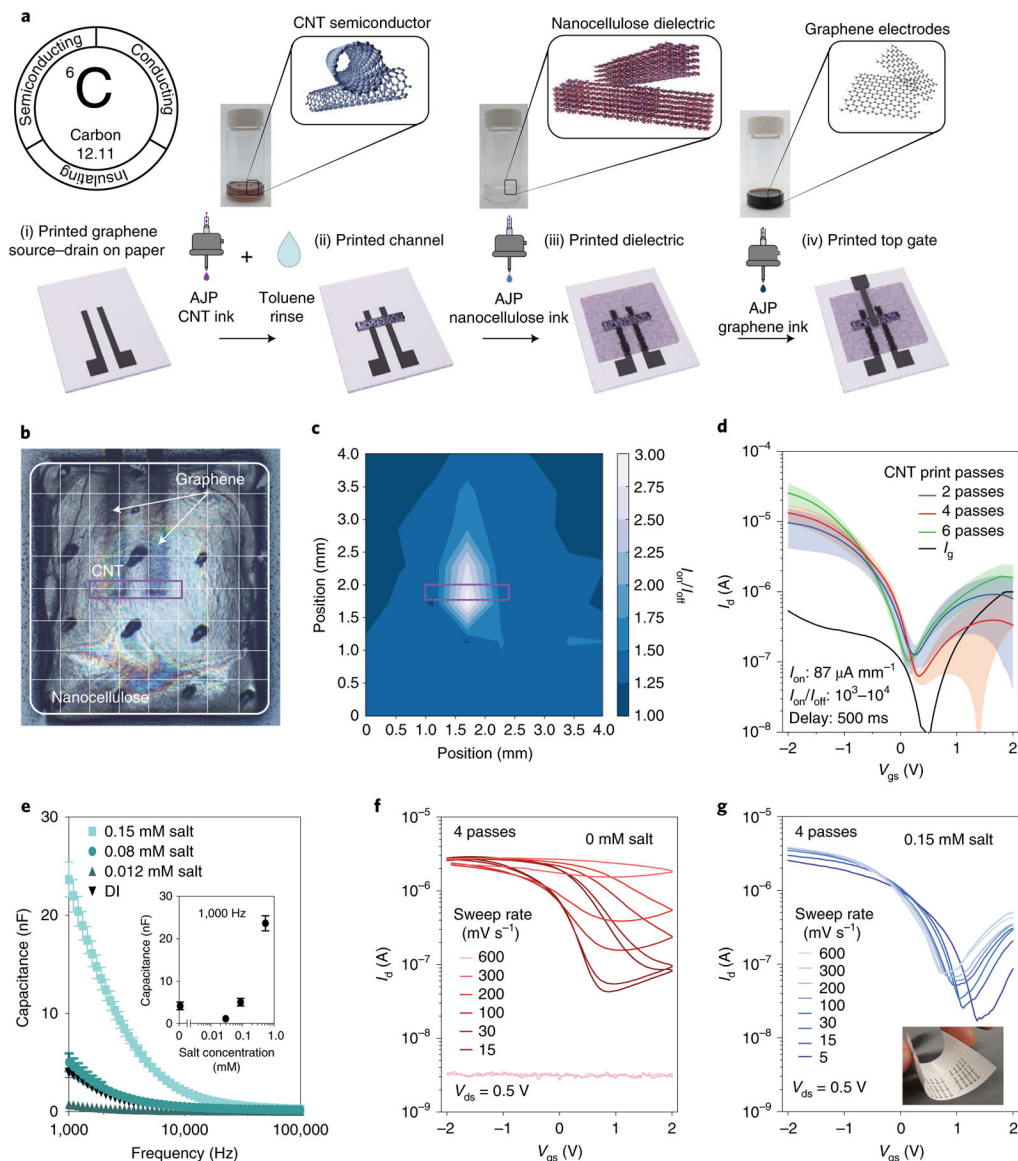 a
Semiconducting
Conducting
Insulating
6
C
Carbon
12.11
CNT semiconductor
Nanocellulose dielectric
Graphene electrodes
(i) Printed graphene
source–drain on paper
AJP
CNT ink
+
Toluene
rinse
(ii) Printed channel
AJP
nanocellulose ink
(iii) Printed dielectric
AJP
graphene ink
(iv) Printed top gate
b
Graphene
CNT
Nanocellulose
c
4.0
3.5
3.0
2.5
2.0
1.5
1.0
0.5
0
Position (mm)
0 1.0 1.5 2.0 2.5 3.0 3.5 4.0
Position (mm)
3.00
2.75
2.50
2.25
2.00
1.75
1.50
1.25
1.00
Ion/Ioff
d
10⁻⁴
10⁻⁵
10⁻⁶
10⁻⁷
10⁻⁸
Id (A)
CNT print passes
2 passes
4 passes
6 passes
Ig
Ion: 87 μA mm⁻¹
Ion/Ioff: 10³–10⁴
Delay: 500 ms
−2 −1 0 1 2
Vgs (V)
e
30
20
10
0
Capacitance (nF)
0.15 mM salt
0.08 mM salt
0.012 mM salt
DI
1,000 Hz
30
20
10
0
Capacitance
(nF)
0 0.01 0.1 1.0
Salt concentration
(mM)
1,000 10,000 100,000
Frequency (Hz)
f
10⁻⁵
10⁻⁶
10⁻⁷
10⁻⁸
10⁻⁹
Id (A)
4 passes
0 mM salt
Sweep rate
(mV s⁻¹)
600
300
200
100
30
15
Vds = 0.5 V
−2 −1 0 1 2
Vgs (V)
g
10⁻⁵
10⁻⁶
10⁻⁷
10⁻⁸
10⁻⁹
Id (A)
4 passes
0.15 mM salt
Sweep rate
(mV s⁻¹)
600
300
200
100
30
15
5
Vds = 0.5 V
−2 −1 0 1 2
Vgs (V)